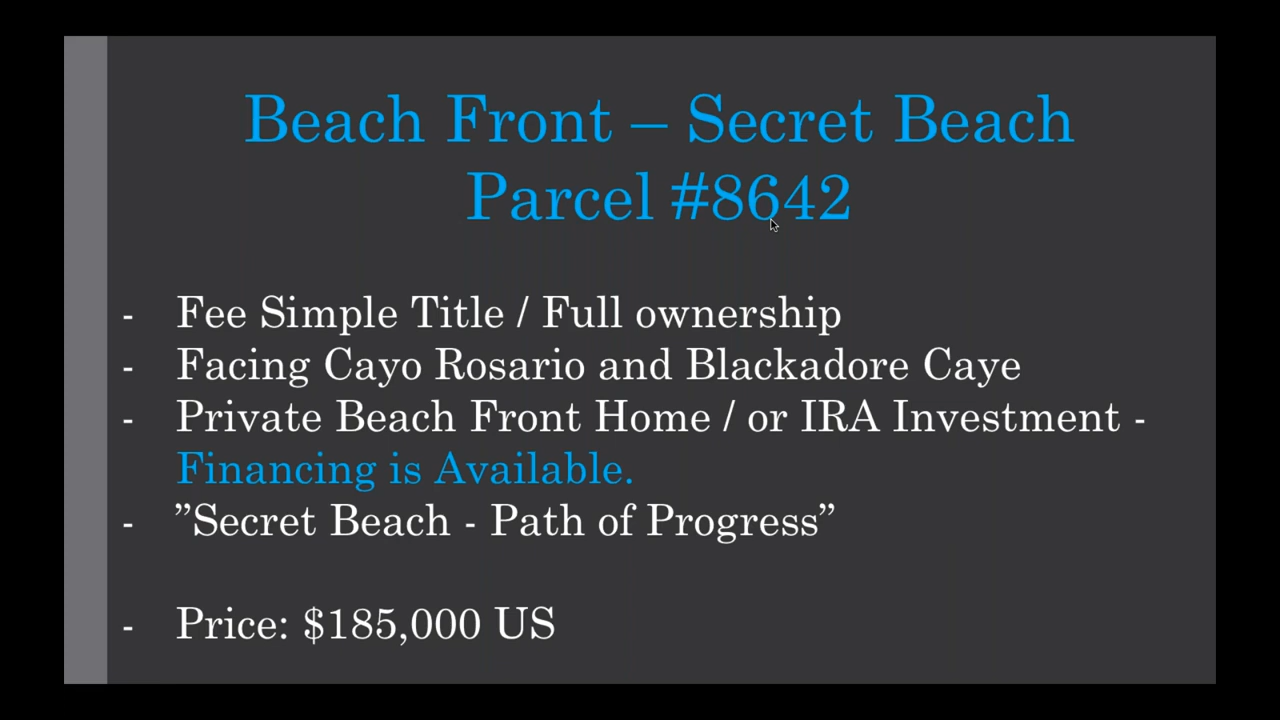 Beach Front – Secret Beach
Parcel #8642
- Fee Simple Title / Full ownership
- Facing Cayo Rosario and Blackadore Caye
- Private Beach Front Home / or IRA Investment -
Financing is Available.
- ”Secret Beach - Path of Progress”
- Price: $185,000 US